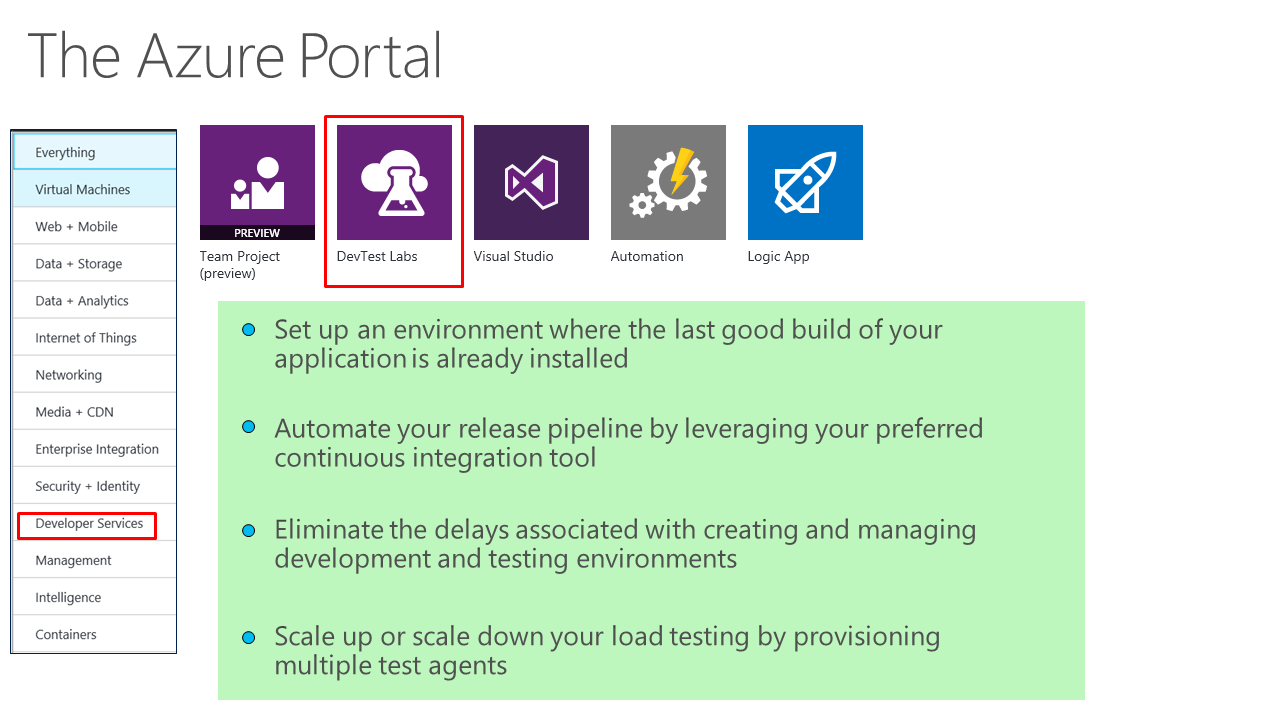 The Azure Portal
Everything
Virtual Machines
Web + Mobile
Data + Storage
Data + Analytics
Internet of Things
Networking
Media + CDN
Enterprise Integration
Security + Identity
Developer Services
Management
Intelligence
Containers
PREVIEW
Team Project
(preview)
DevTest Labs
Visual Studio
Automation
Logic App
Set up an environment where the last good build of your
application is already installed
Automate your release pipeline by leveraging your preferred
continuous integration tool
Eliminate the delays associated with creating and managing
development and testing environments
Scale up or scale down your load testing by provisioning
multiple test agents